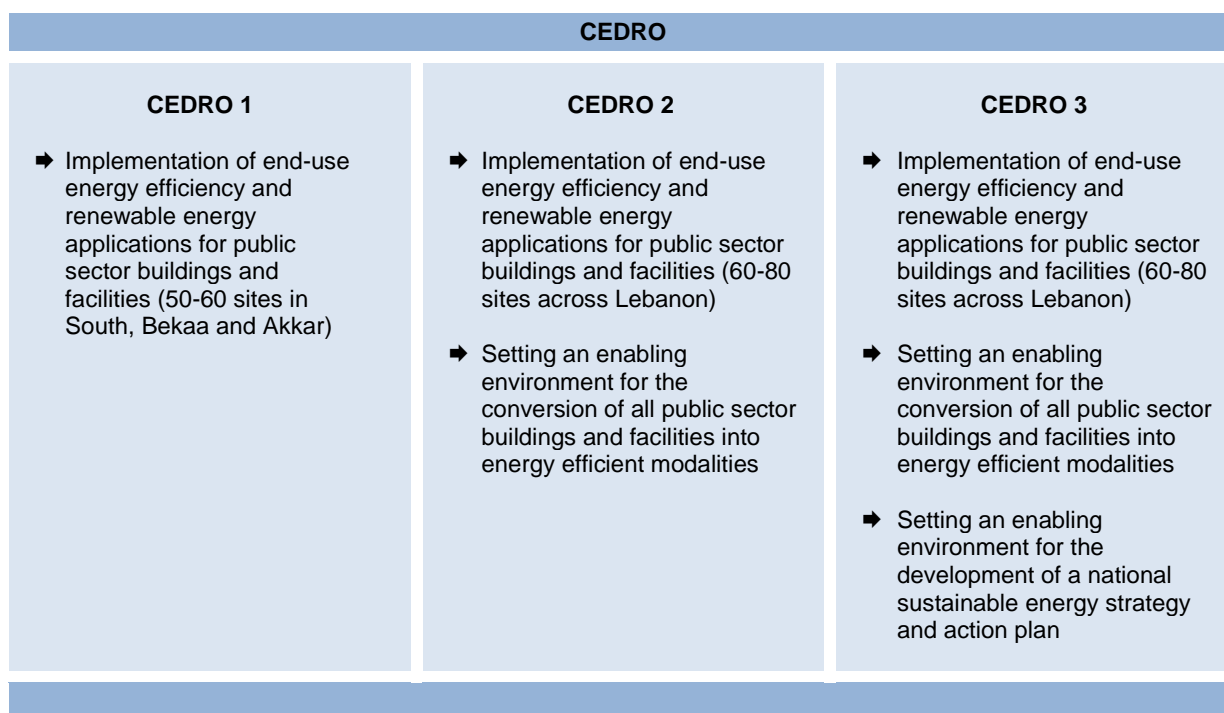 CEDRO
CEDRO 1
➡ Implementation of end-use
energy efficiency and
renewable energy
applications for public
sector buildings and
facilities (50-60 sites in
South, Bekaa and Akkar)
CEDRO 2
➡ Implementation of end-use
energy efficiency and
renewable energy
applications for public sector
buildings and facilities (60-80
sites across Lebanon)
➡ Setting an enabling
environment for the
conversion of all public sector
buildings and facilities into
energy efficient modalities
CEDRO 3
➡ Implementation of end-use
energy efficiency and
renewable energy
applications for public sector
buildings and facilities (60-80
sites across Lebanon)
➡ Setting an enabling
environment for the
conversion of all public sector
buildings and facilities into
energy efficient modalities
➡ Setting an enabling
environment for the
development of a national
sustainable energy strategy
and action plan